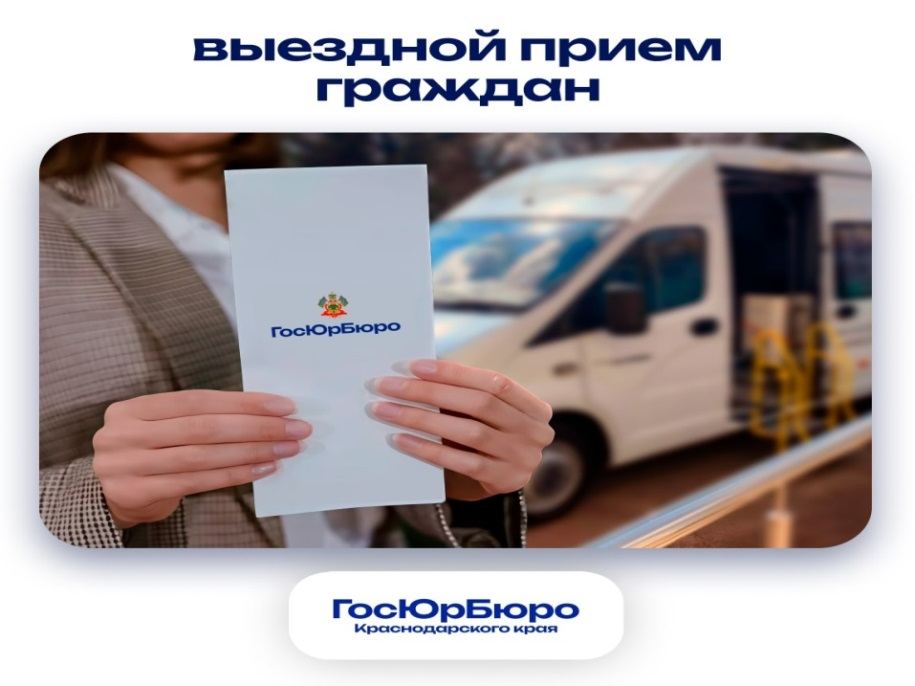 выездной прием
граждан
ГосЮрБюро
ГосЮрБюро
Краснодарского края